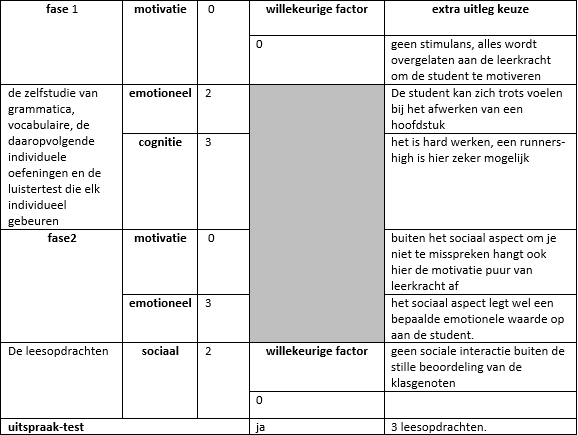 fase 1 motivatie 0 willekeurige factor extra uitleg keuze
0 geen stimulans, alles wordt
overgelaten aan de leerkracht
om de student te motiveren
de zelfstudie van
grammatica,
vocabulaire, de
daaropvolgende
individuele
oefeningen en de
luistertest die elk
individueel
gebeuren
emotioneel 2 De student kan zich trots voelen
bij het afwerken van een
hoofdstuk
cognitie 3 het is hard werken, een runners-
high is hier zeker mogelijk
fase2 motivatie 0 buiten het sociaal aspect om je
niet te misspreken hangt ook
hier de motivatie puur van
leerkracht af
emotioneel 3 het sociaal aspect legt wel een
bepaalde emotionele waarde op
aan de student.
De leesopdrachten sociaal 2 willekeurige factor geen sociale interactie buiten de
stille beoordeling van de
klasgenoten
0
uitspraak-test ja 3 leesopdrachten.